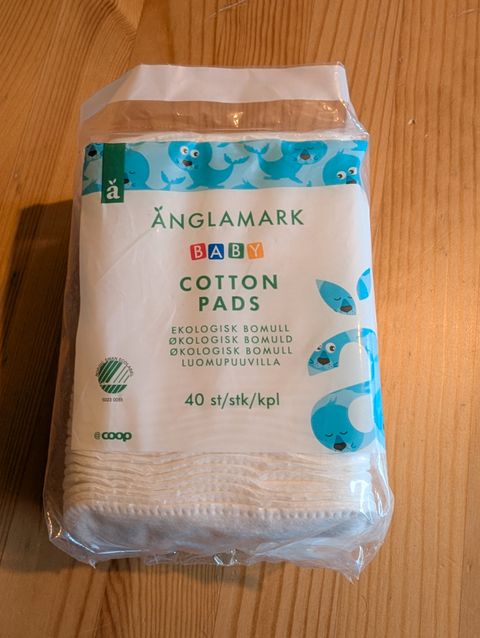 ä
ÄNGLAMARK
BABY
COTTON
PADS
EKOLOGISK BOMULL
ØKOLOGISK BOMULD
ØKOLOGISK BOMULL
LUOMUPUUVILLA
40 st/stk/kpl
coop